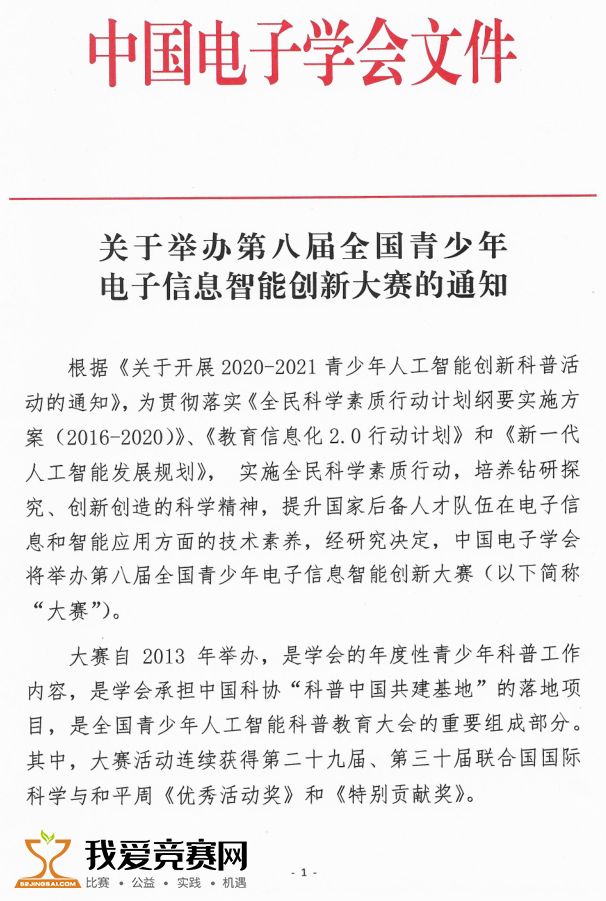 中国电子学会文件
关于举办第八届全国青少年
电子信息智能创新大赛的通知
根据《关于开展 2020-2021 青少年人工智能创新科普活
动的通知》，为贯彻落实《全民科学素质行动计划纲要实施方
案（2016-2020）》、《教育信息化 2.0 行动计划》和《新一代
人工智能发展规划》， 实施全民科学素质行动，培养钻研探
究、创新创造的科学精神，提升国家后备人才队伍在电子信
息和智能应用方面的技术素养，经研究决定，中国电子学会
将举办第八届全国青少年电子信息智能创新大赛（以下简称
“大赛”）。
大赛自 2013 年举办，是学会的年度性青少年科普工作
内容，是学会承担中国科协“科普中国共建基地”的落地项
目，是全国青少年人工智能科普教育大会的重要组成部分。
其中，大赛活动连续获得第二十九届、第三十届联合国国际
科学与和平周《优秀活动奖》和《特别贡献奖》。
我爱竞赛网
52JINGSAI.COM
比赛 • 公益 • 实践 • 机遇
- 1 -